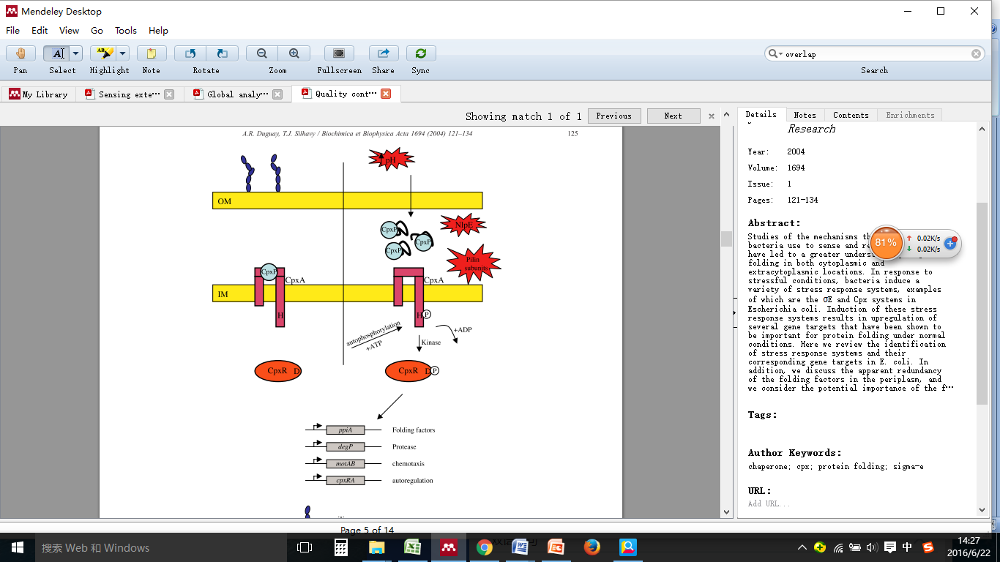 Mendeley Desktop
File Edit View Go Tools Help
overlap
Pan Select Highlight Note Rotate Zoom Fullscreen Share Sync Search
My Library Sensing exte… Global analy… Quality cont…
Showing match 1 of 1 Previous Next
A.R. Duguay, T.J. Silhavy / Biochimica et Biophysica Acta 1694 (2004) 121–134 125
pH
OM
CpxP
NlpE
CpxP
CpxP
Pilin
subunits
CpxP
CpxA
CpxA
IM
H
H P
autophosphorylation
+ATP
+ADP
Kinase
CpxR D
CpxR D P
ppiA Folding factors
degP Protease
motAB chemotaxis
cpxRA autoregulation
Page 5 of 14
Details Notes Contents Enrichments
Research
Year: 2004
Volume: 1694
Issue: 1
Pages: 121-134
Abstract:
Studies of the mechanisms
bacteria use to sense and
have led to a greater
folding in both cytoplasmic and
extracytoplasmic locations. In response to
stressful conditions, bacteria induce a
variety of stress response systems, examples
of which are the σE and Cpx systems in
Escherichia coli. Induction of these stress
response systems results in upregulation of
several gene targets that have been shown to
be important for protein folding under normal
conditions. Here we review the identification
of stress response systems and their
corresponding gene targets in E. coli. In
addition, we discuss the apparent redundancy
of the folding factors in the periplasm, and
we consider the potential importance of the f…
81%
0.02K/s
0.02K/s
Tags:
Author Keywords:
chaperone; cpx; protein folding; sigma-e
URL:
Add URL...
搜索 Web 和 Windows
中
14:27
2016/6/22